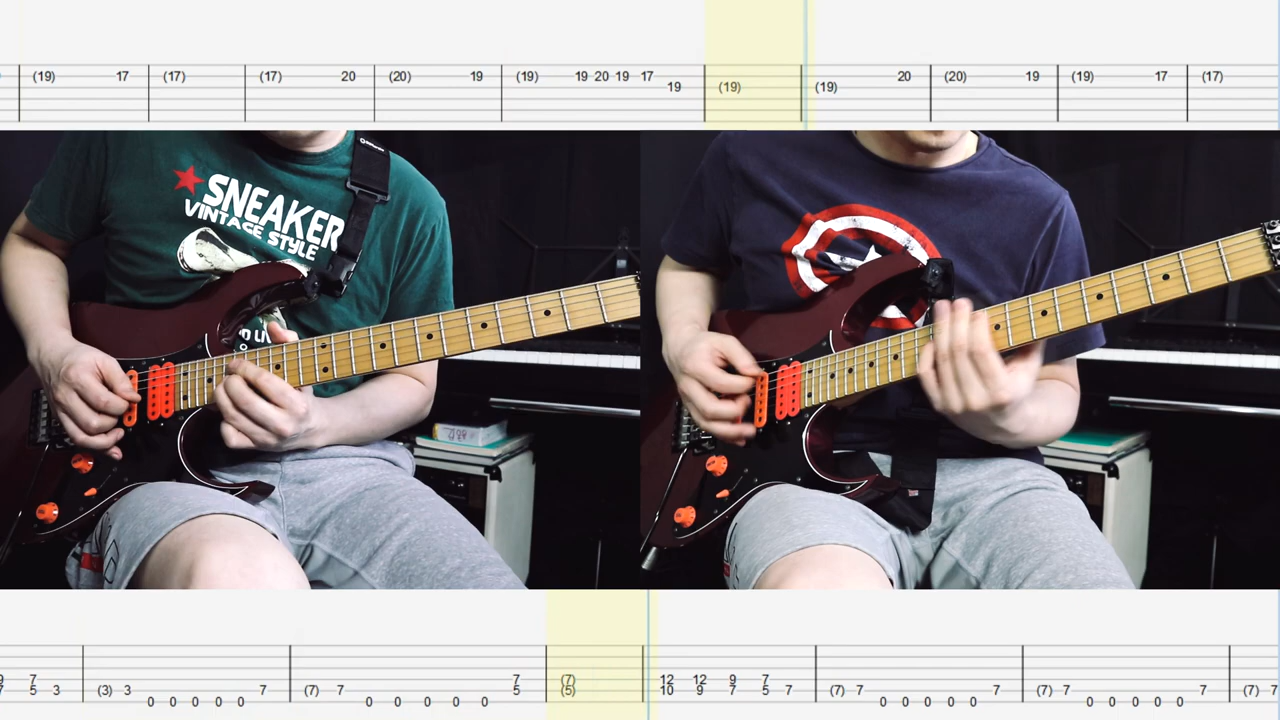 (19) 17 (17) (17) 20 (20) 19 (19) 19 20 19 17 (19) (19) 20 (20) 19 (19) 17 (17)
19
SNEAKER
VINTAGE STYLE
7 7 (7) 12 12 9 7
5 3 (3) 3 7 (7) 7 5 (5) 10 9 7 5 7 (7) 7 7 (7) 7 7 (7) 7
0 0 0 0 0 0 0 0 0 0 0 0 0 0 0 0 0 0 0 0